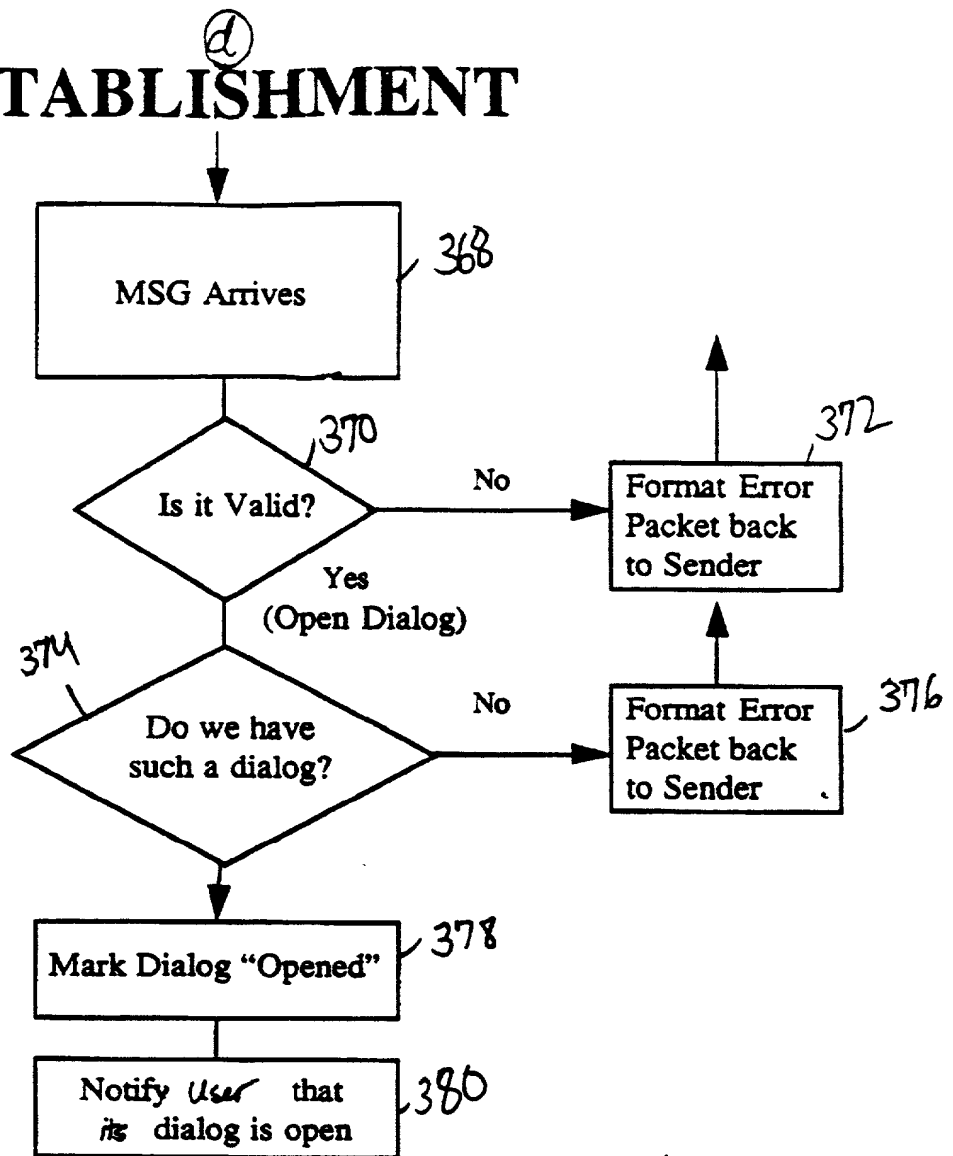 d
TABLISHMENT
MSG Arrives
368
Is it Valid?
370
No
Format Error
Packet back
to Sender
372
Yes
(Open Dialog)
374
Do we have
such a dialog?
No
Format Error
Packet back
to Sender
376
Mark Dialog “Opened”
378
Notify User that
its dialog is open
380